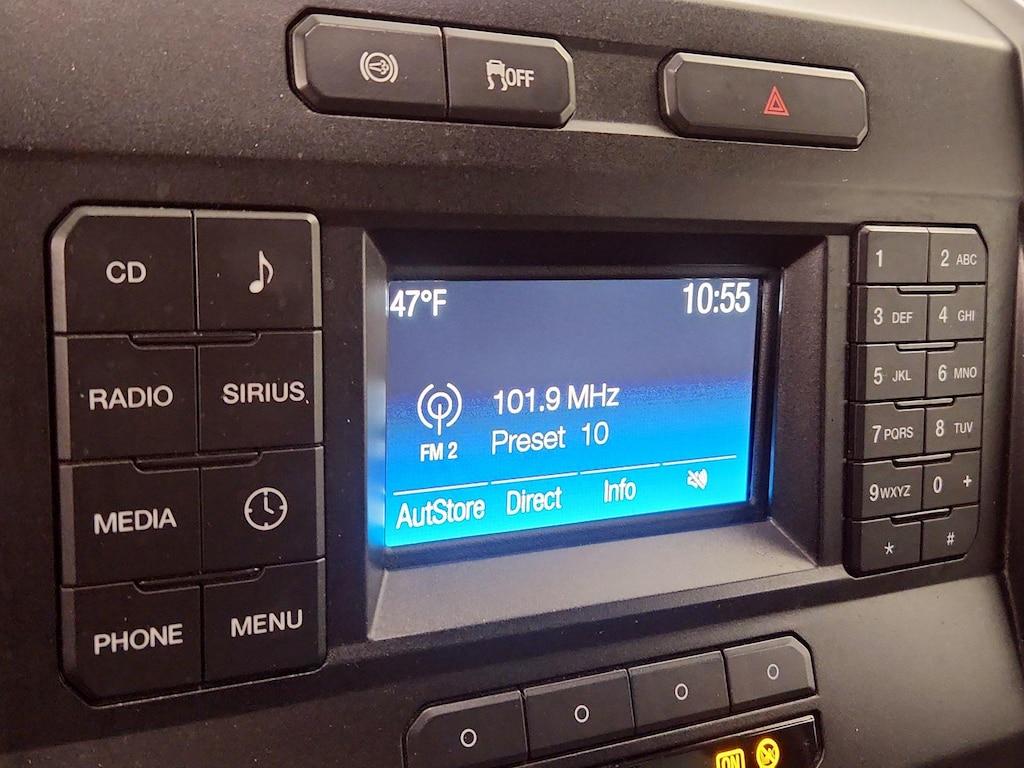 OFF
CD
RADIO SIRIUS
MEDIA
PHONE MENU
47°F 10:55
101.9 MHz
FM 2 Preset 10
AutStore Direct Info
1 2 ABC
3 DEF 4 GHI
5 JKL 6 MNO
7 PQRS 8 TUV
9 WXYZ 0 +
* #
ON